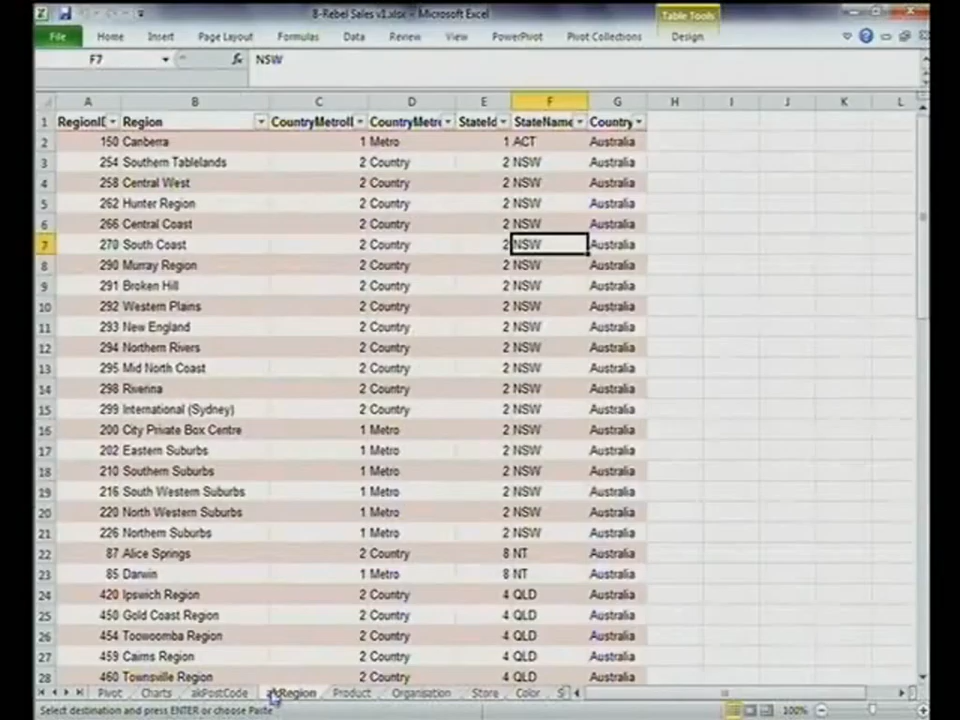 8-Rebel Sales v1.xlsx - Microsoft Excel
Table Tools
File Home Insert Page Layout Formulas Data Review View PowerPivot Pivot Collections Design
F7 fx NSW
A B C D E F G H I J K L
1 RegionID Region CountryMetroI CountryMetro StateId StateName Country
2 150 Canberra 1 Metro 1 ACT Australia
3 254 Southern Tablelands 2 Country 2 NSW Australia
4 258 Central West 2 Country 2 NSW Australia
5 262 Hunter Region 2 Country 2 NSW Australia
6 266 Central Coast 2 Country 2 NSW Australia
7 270 South Coast 2 Country 2 NSW Australia
8 290 Murray Region 2 Country 2 NSW Australia
9 291 Broken Hill 2 Country 2 NSW Australia
10 292 Western Plains 2 Country 2 NSW Australia
11 293 New England 2 Country 2 NSW Australia
12 294 Northern Rivers 2 Country 2 NSW Australia
13 295 Mid North Coast 2 Country 2 NSW Australia
14 298 Riverina 2 Country 2 NSW Australia
15 299 International (Sydney) 2 Country 2 NSW Australia
16 200 City Private Box Centre 1 Metro 2 NSW Australia
17 202 Eastern Suburbs 1 Metro 2 NSW Australia
18 210 Southern Suburbs 1 Metro 2 NSW Australia
19 216 South Western Suburbs 1 Metro 2 NSW Australia
20 220 North Western Suburbs 1 Metro 2 NSW Australia
21 226 Northern Suburbs 1 Metro 2 NSW Australia
22 87 Alice Springs 2 Country 8 NT Australia
23 85 Darwin 1 Metro 8 NT Australia
24 420 Ipswich Region 2 Country 4 QLD Australia
25 450 Gold Coast Region 2 Country 4 QLD Australia
26 454 Toowoomba Region 2 Country 4 QLD Australia
27 459 Cairns Region 2 Country 4 QLD Australia
28 460 Townsville Region 2 Country 4 QLD Australia
Pivot Charts akPostCode akRegion Product Organisation Store Color
Select destination and press ENTER or choose Paste 100%